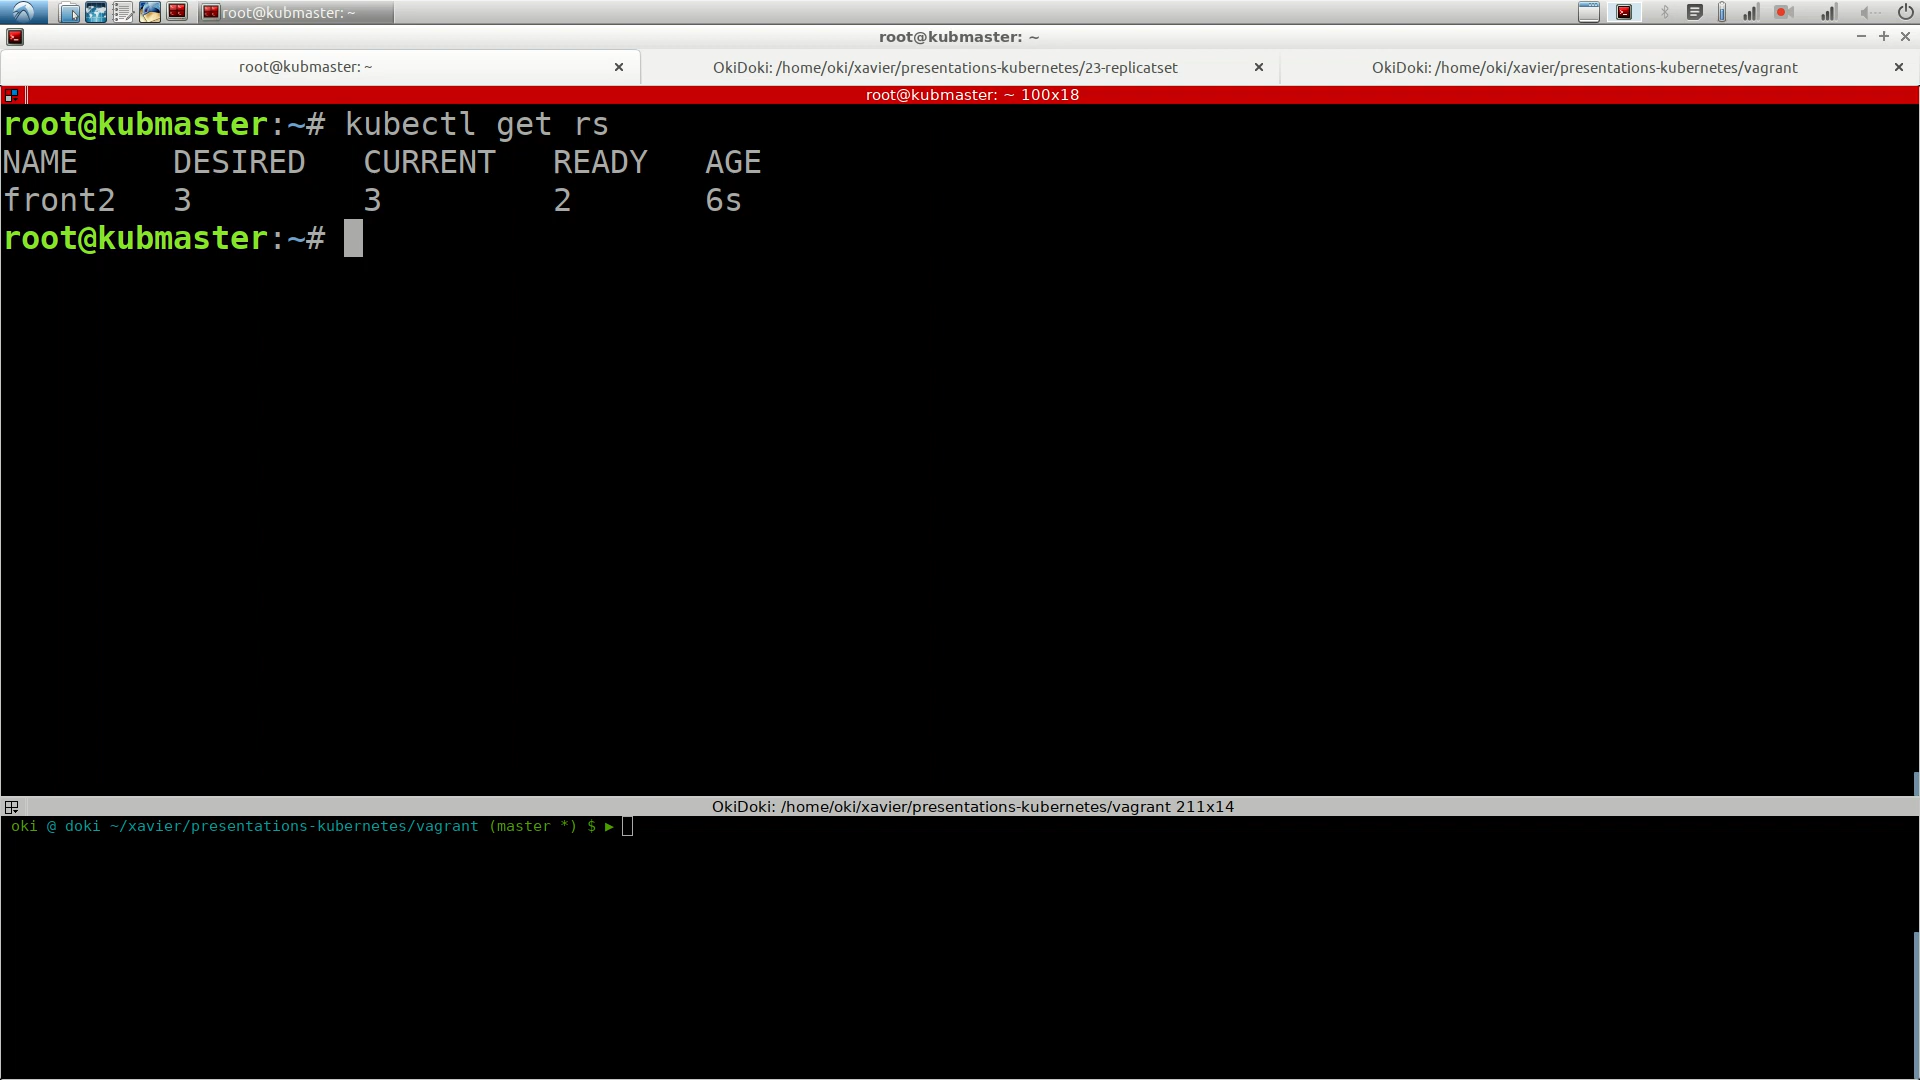 root@kubmaster: ~
root@kubmaster: ~
root@kubmaster: ~
OkiDoki: /home/oki/xavier/presentations-kubernetes/23-replicatset
OkiDoki: /home/oki/xavier/presentations-kubernetes/vagrant
root@kubmaster: ~ 100x18
root@kubmaster:~# kubectl get rs
NAME     DESIRED   CURRENT   READY   AGE
front2   3         3         2       6s
root@kubmaster:~#
OkiDoki: /home/oki/xavier/presentations-kubernetes/vagrant 211x14
oki @ doki ~/xavier/presentations-kubernetes/vagrant (master *) $ ▶